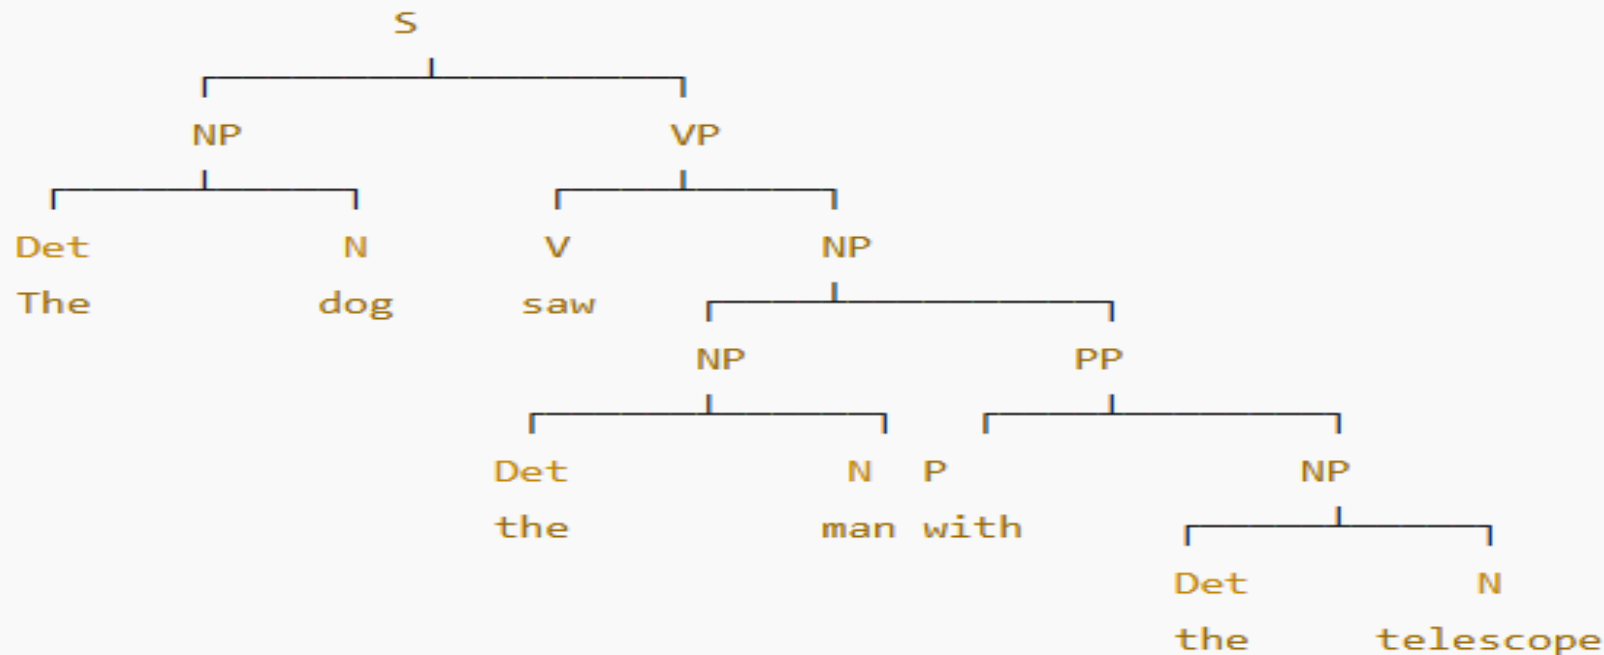 S
NP VP
Det N V NP
The dog saw
NP PP
Det N P NP
the man with
Det N
the telescope